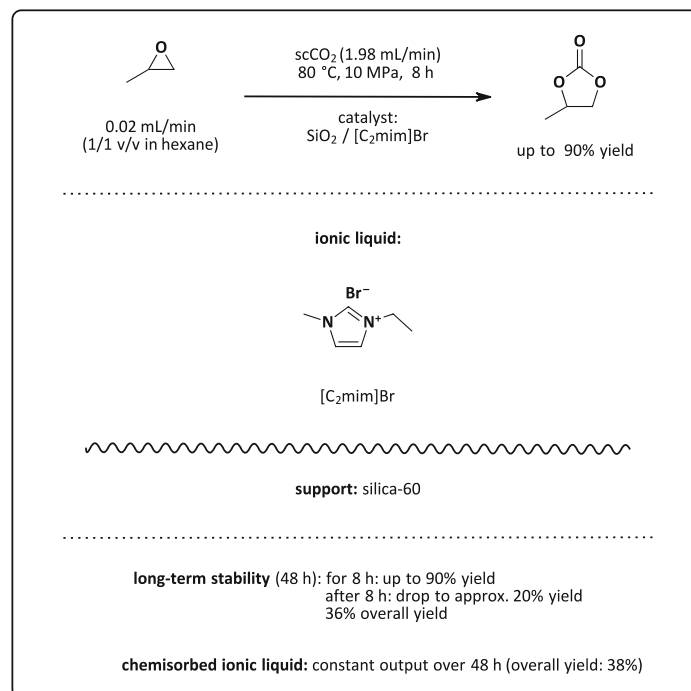 O
scCO₂ (1.98 mL/min)
80 °C, 10 MPa, 8 h
catalyst:
SiO₂ / [C₂mim]Br
0.02 mL/min
(1/1 v/v in hexane)
O
O O
up to 90% yield
ionic liquid:
Br⁻
N N⁺
[C₂mim]Br
support: silica-60
long-term stability (48 h): for 8 h: up to 90% yield
after 8 h: drop to approx. 20% yield
36% overall yield
chemisorbed ionic liquid: constant output over 48 h (overall yield: 38%)